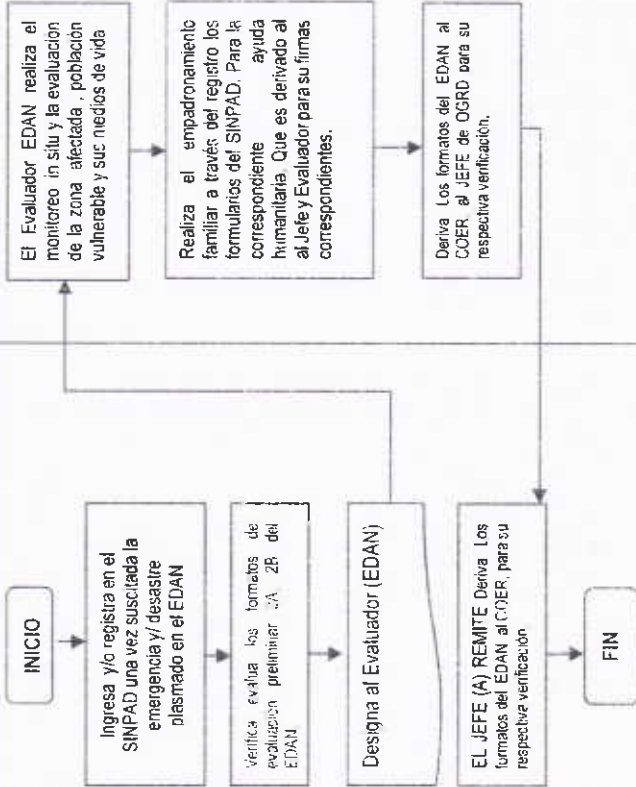 INICIO
Ingresa y/o registra en el
SINPAD una vez suscitada la
emergencia y/ desastre
plasmado en el EDAN
Verifica evalua los formatos de
evaluación preliminar 2A, 2B del
EDAN
Designa al Evaluador (EDAN)
El Evaluador EDAN realiza el
monitoreo in situ y la evaluación
de la zona afectada , población
vulnerable y sus medios de vida
Realiza el empadronamiento
familiar a través del registro los
formularios del SINPAD. Para la
correspondiente ayuda
humanitaria. Que es derivado al
al Jefe y Evaluador para su firmas
correspondientes.
Deriva Los formatos del EDAN al
COER, al JEFE de OGRD para su
respectiva verificación.
EL JEFE (A) REMITE Deriva Los
formatos del EDAN al COER, para su
respectiva verificación
FIN